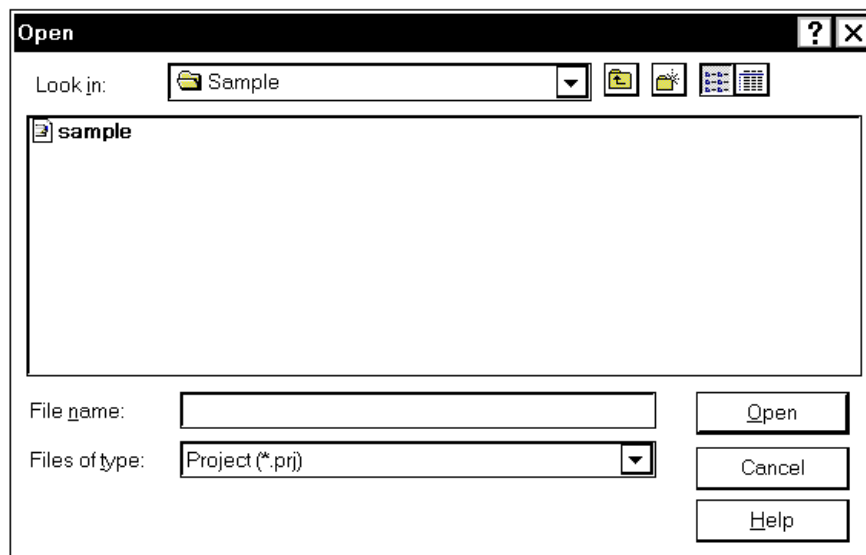 Open
Look in: Sample
sample
File name: Open
Files of type: Project (*.prj)
Cancel
Help